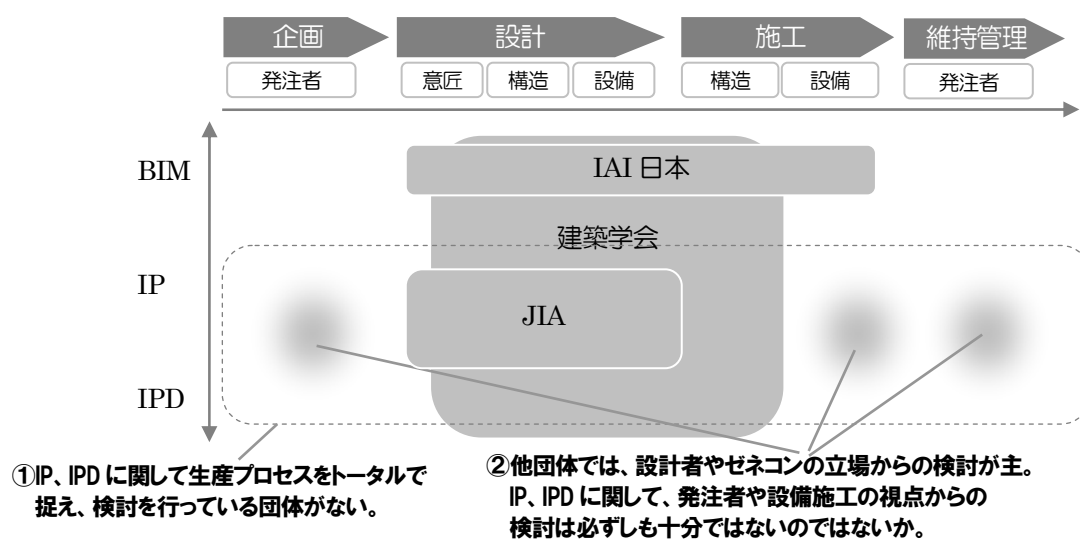 企画 設計 施工 維持管理
発注者 意匠 構造 設備 構造 設備 発注者
BIM
IAI 日本
建築学会
IP
JIA
IPD
①IP、IPD に関して生産プロセスをトータルで
捉え、検討を行っている団体がない。
②他団体では、設計者やゼネコンの立場からの検討が主。
IP、IPD に関して、発注者や設備施工の視点からの
検討は必ずしも十分ではないのではないか。